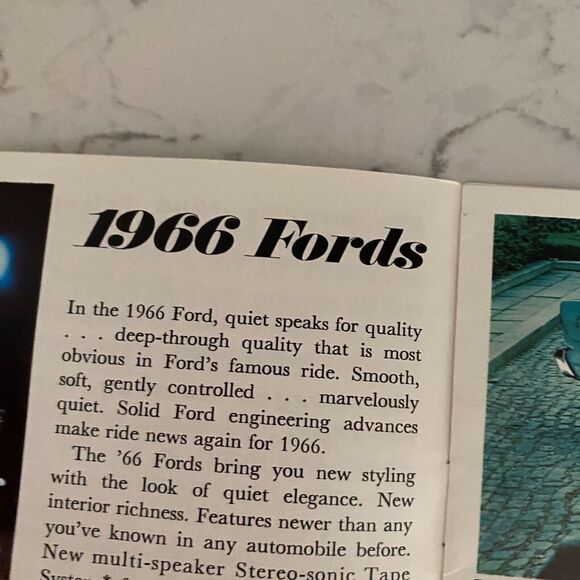 1966 Fords
In the 1966 Ford, quiet speaks for quality
. . . deep-through quality that is most
obvious in Ford's famous ride. Smooth,
soft, gently controlled . . . marvelously
quiet. Solid Ford engineering advances
make ride news again for 1966.
The '66 Fords bring you new styling
with the look of quiet elegance. New
interior richness. Features newer than any
you've known in any automobile before.
New multi-speaker Stereo-sonic Tape